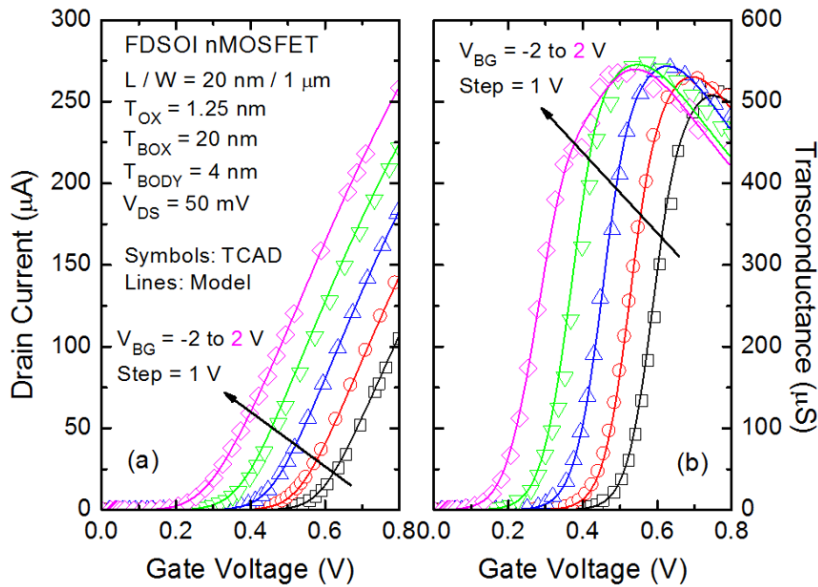 300
250
200
150
100
50
0
Drain Current (μA)
FDSOI nMOSFET
L / W = 20 nm / 1 μm
T_OX = 1.25 nm
T_BOX = 20 nm
T_BODY = 4 nm
V_DS = 50 mV
Symbols: TCAD
Lines: Model
V_BG = -2 to 2 V
Step = 1 V
(a)
0.0 0.2 0.4 0.6 0.8
Gate Voltage (V)
V_BG = -2 to 2 V
Step = 1 V
(b)
0.0 0.2 0.4 0.6 0.8
Gate Voltage (V)
600
500
400
300
200
100
0
Transconductance (μS)